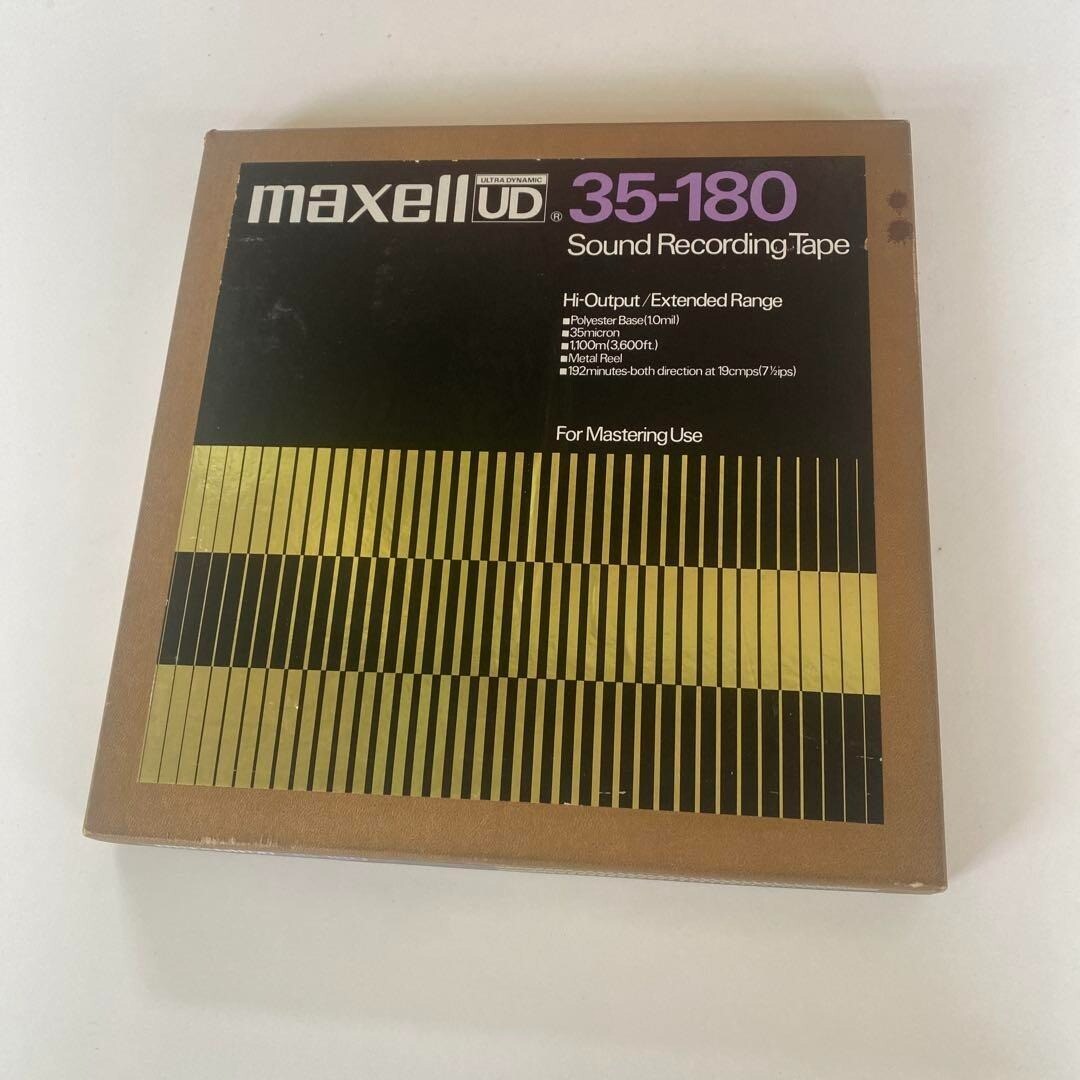 maxell ULTRA DYNAMIC UD ® 35-180
Sound Recording Tape
Hi-Output/Extended Range
■Polyester Base(1.0mil)
■35micron
■1,100m(3,600ft.)
■Metal Reel
■192minutes-both direction at 19cmps(7½ips)
For Mastering Use